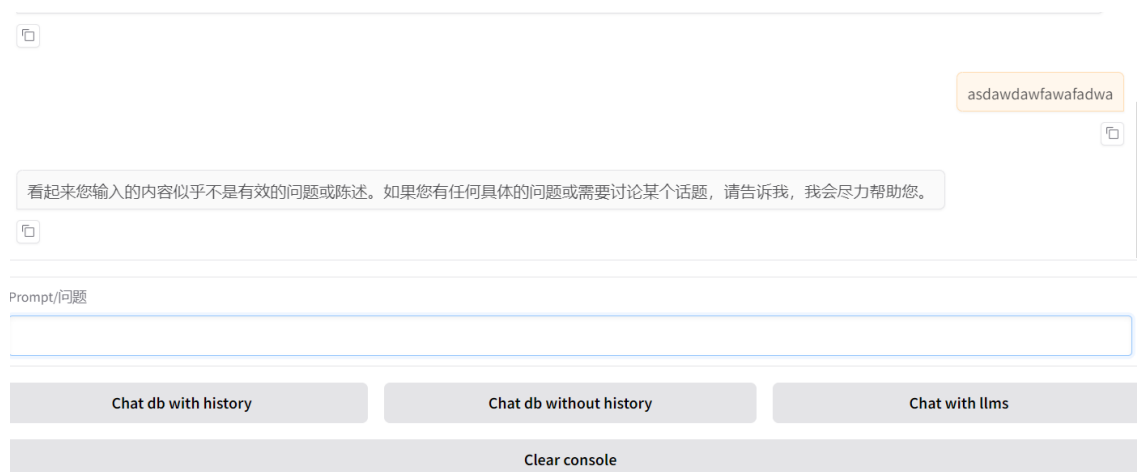 asdawdawfawafadwa
看起来您输入的内容似乎不是有效的问题或陈述。如果您有任何具体的问题或需要讨论某个话题，请告诉我，我会尽力帮助您。
Prompt/问题
Chat db with history
Chat db without history
Chat with llms
Clear console